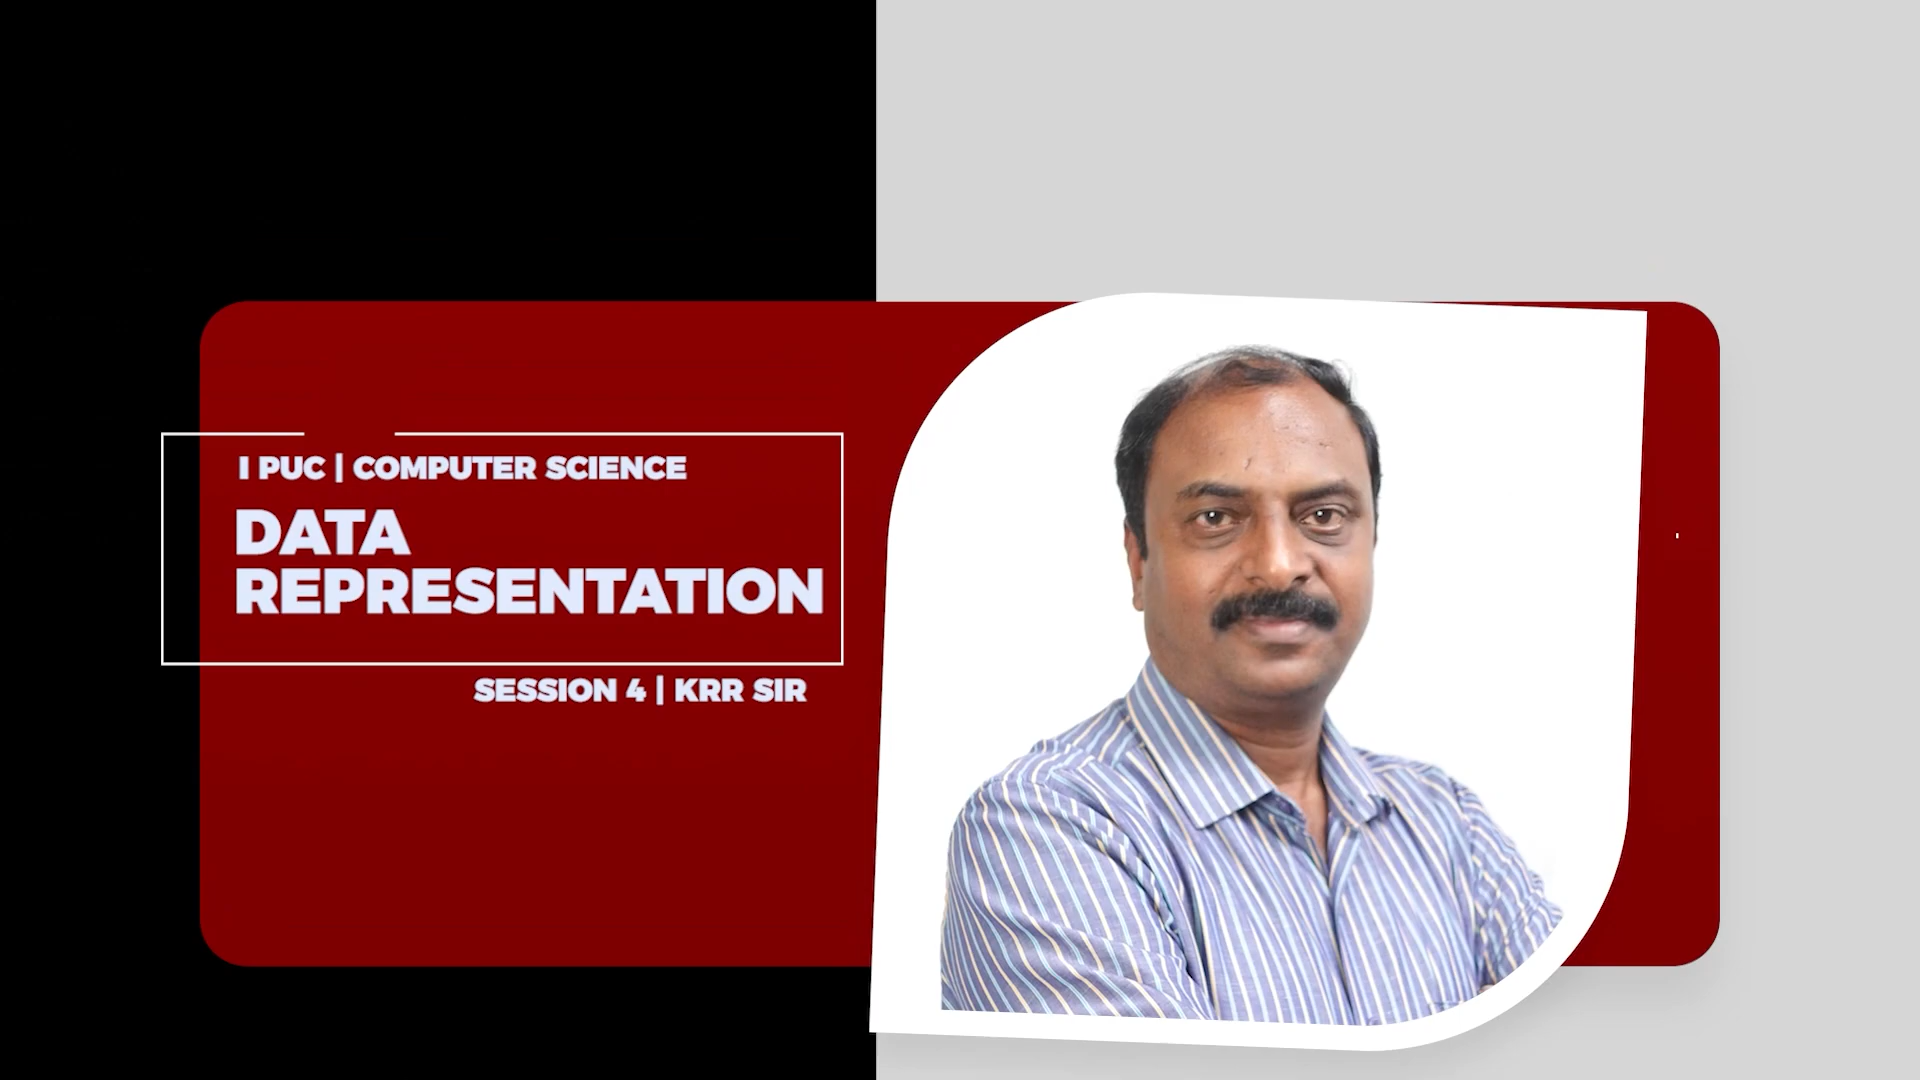 I PUC | COMPUTER SCIENCE
DATA
REPRESENTATION
SESSION 4 | KRR SIR